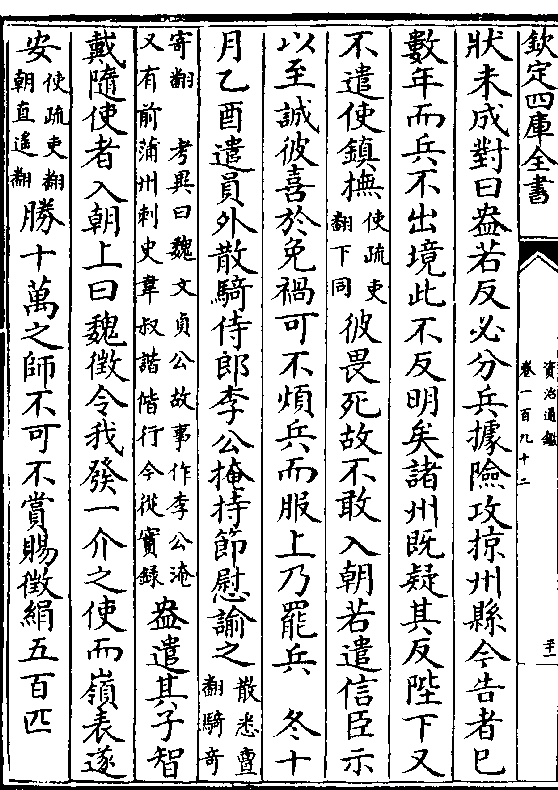 欽定四庫全書
資治通鑑
卷一百九十二
狀未成對曰盎若反必分兵據險攻掠州縣今告者已
數年而兵不出境此不反明矣諸州既疑其反陛下又
不遣使鎮撫使疏吏翻下同彼畏死故不敢入朝若遣信臣示
以至誠彼喜於免禍可不煩兵而服上乃罷兵　冬十
月乙酉遣員外散騎侍郎李公掩持節慰諭之散悉亶翻騎奇
寄翻　考異曰魏文貞公故事作李公淹又有前蒲州刺史韋叔諧偕行今從實録盎遣其子智
戴隨使者入朝上曰魏徵令我發一介之使而嶺表遂
安使疏吏翻朝直遥翻勝十萬之師不可不賞賜徵絹五百匹